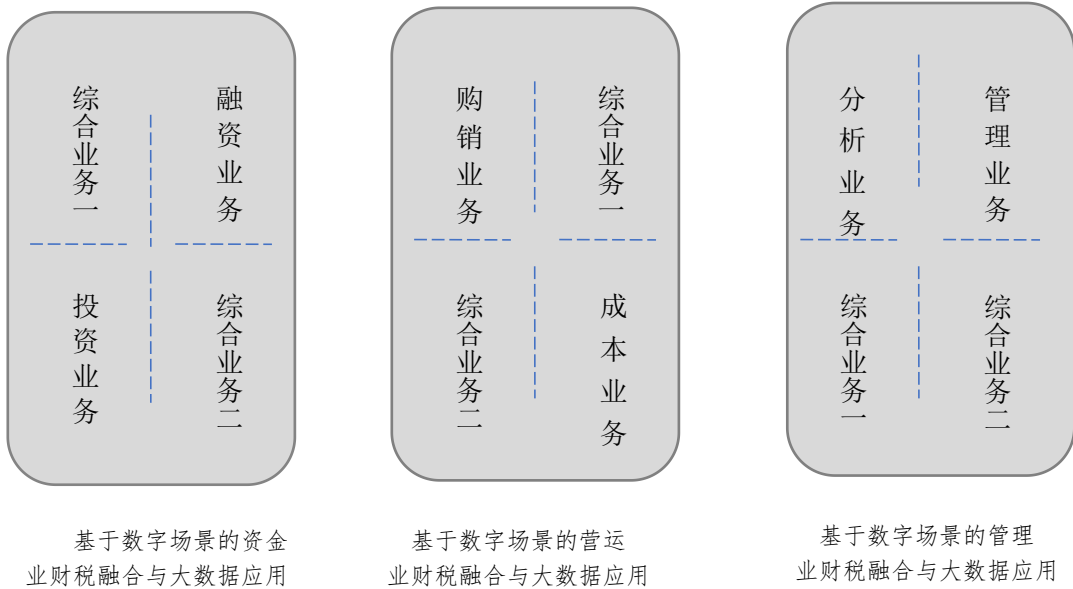 综合业务一
融资业务
投资业务
综合业务二
基于数字场景的资金
业财税融合与大数据应用
购销业务
综合业务一
综合业务二
成本业务
基于数字场景的营运
业财税融合与大数据应用
分析业务
管理业务
综合业务一
综合业务二
基于数字场景的管理
业财税融合与大数据应用